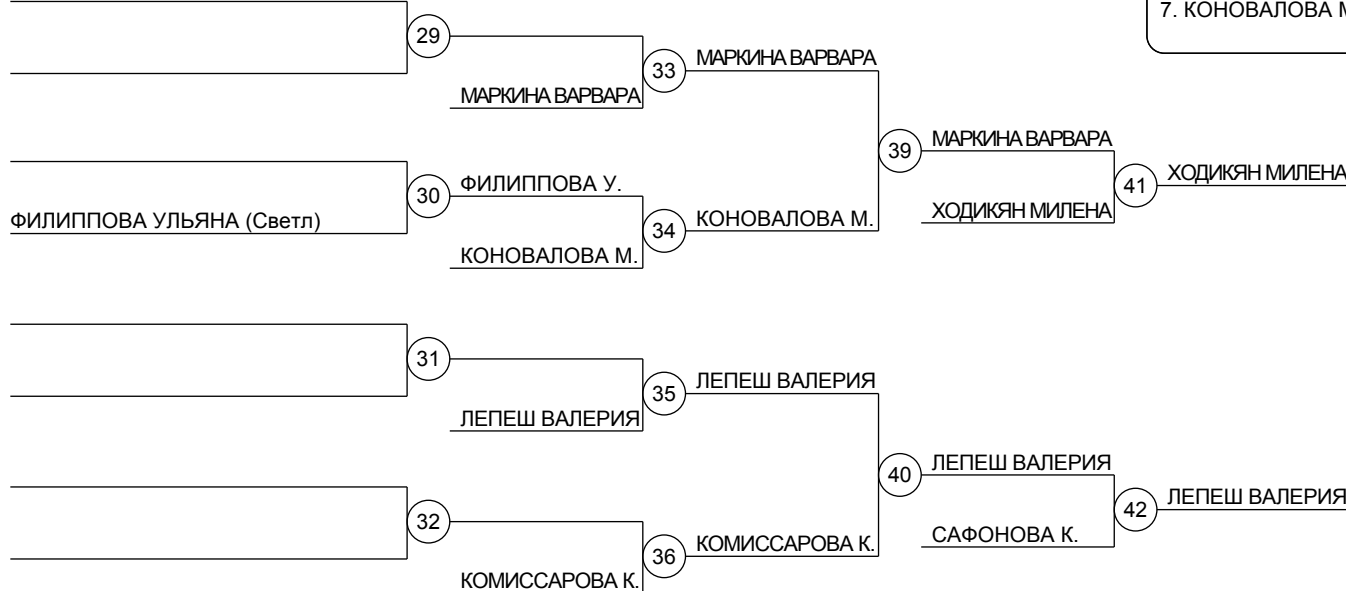 7. КОНОВАЛОВА М
29
33
МАРКИНА ВАРВАРА
МАРКИНА ВАРВАРА
39
МАРКИНА ВАРВАРА
41
ХОДИКЯН МИЛЕНА
30
ФИЛИППОВА У.
ФИЛИППОВА УЛЬЯНА (Светл)
34
КОНОВАЛОВА М.
ХОДИКЯН МИЛЕНА
КОНОВАЛОВА М.
31
35
ЛЕПЕШ ВАЛЕРИЯ
ЛЕПЕШ ВАЛЕРИЯ
40
ЛЕПЕШ ВАЛЕРИЯ
42
ЛЕПЕШ ВАЛЕРИЯ
32
САФОНОВА К.
36
КОМИССАРОВА К.
КОМИССАРОВА К.